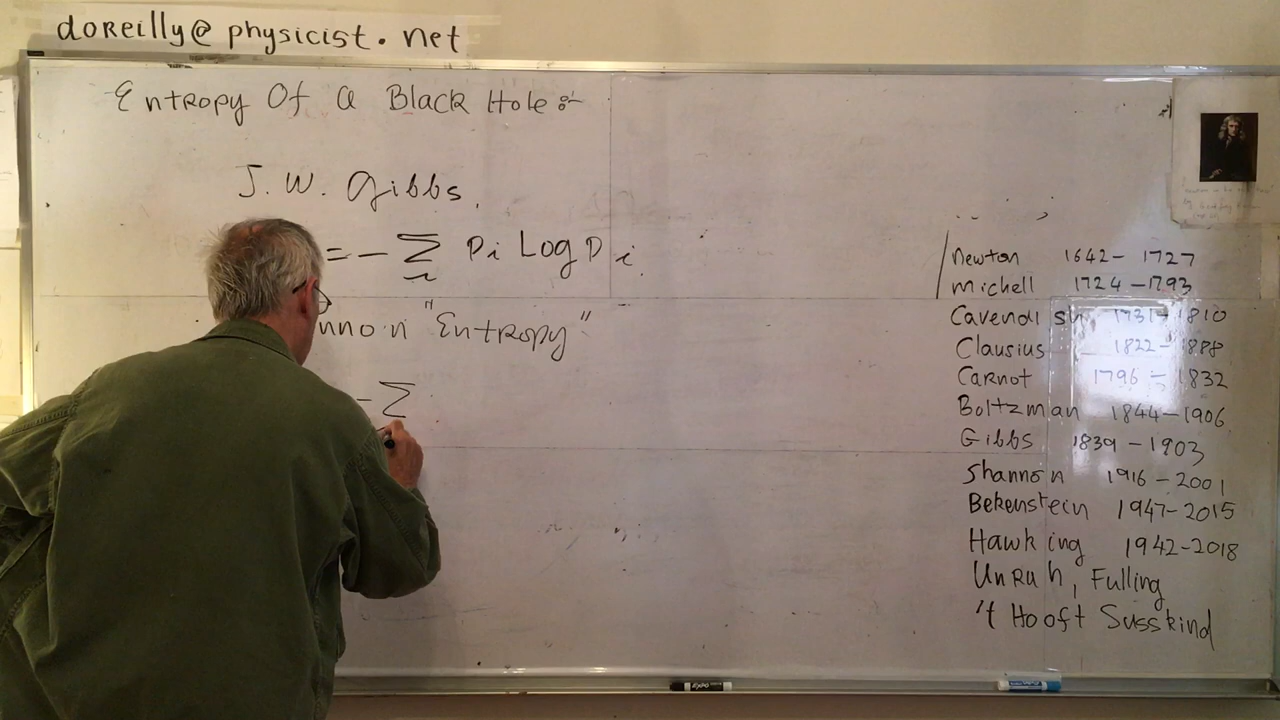 doReilly@physicist.net
Entropy Of a Black Hole:-
J. W. Gibbs,
= - Σ Pi Log Pi
i
nnon "Entropy"
- Σ
Newton 1642 - 1727
Michell 1724 - 1793
Cavendish 1731 - 1810
Clausius 1822 - 1888
Carnot 1796 - 1832
Boltzman 1844 - 1906
Gibbs 1839 - 1903
Shannon 1916 - 2001
Bekenstein 1947 - 2015
Hawking 1942 - 2018
UnRuh, Fulling
't Hooft Susskind
EXPO